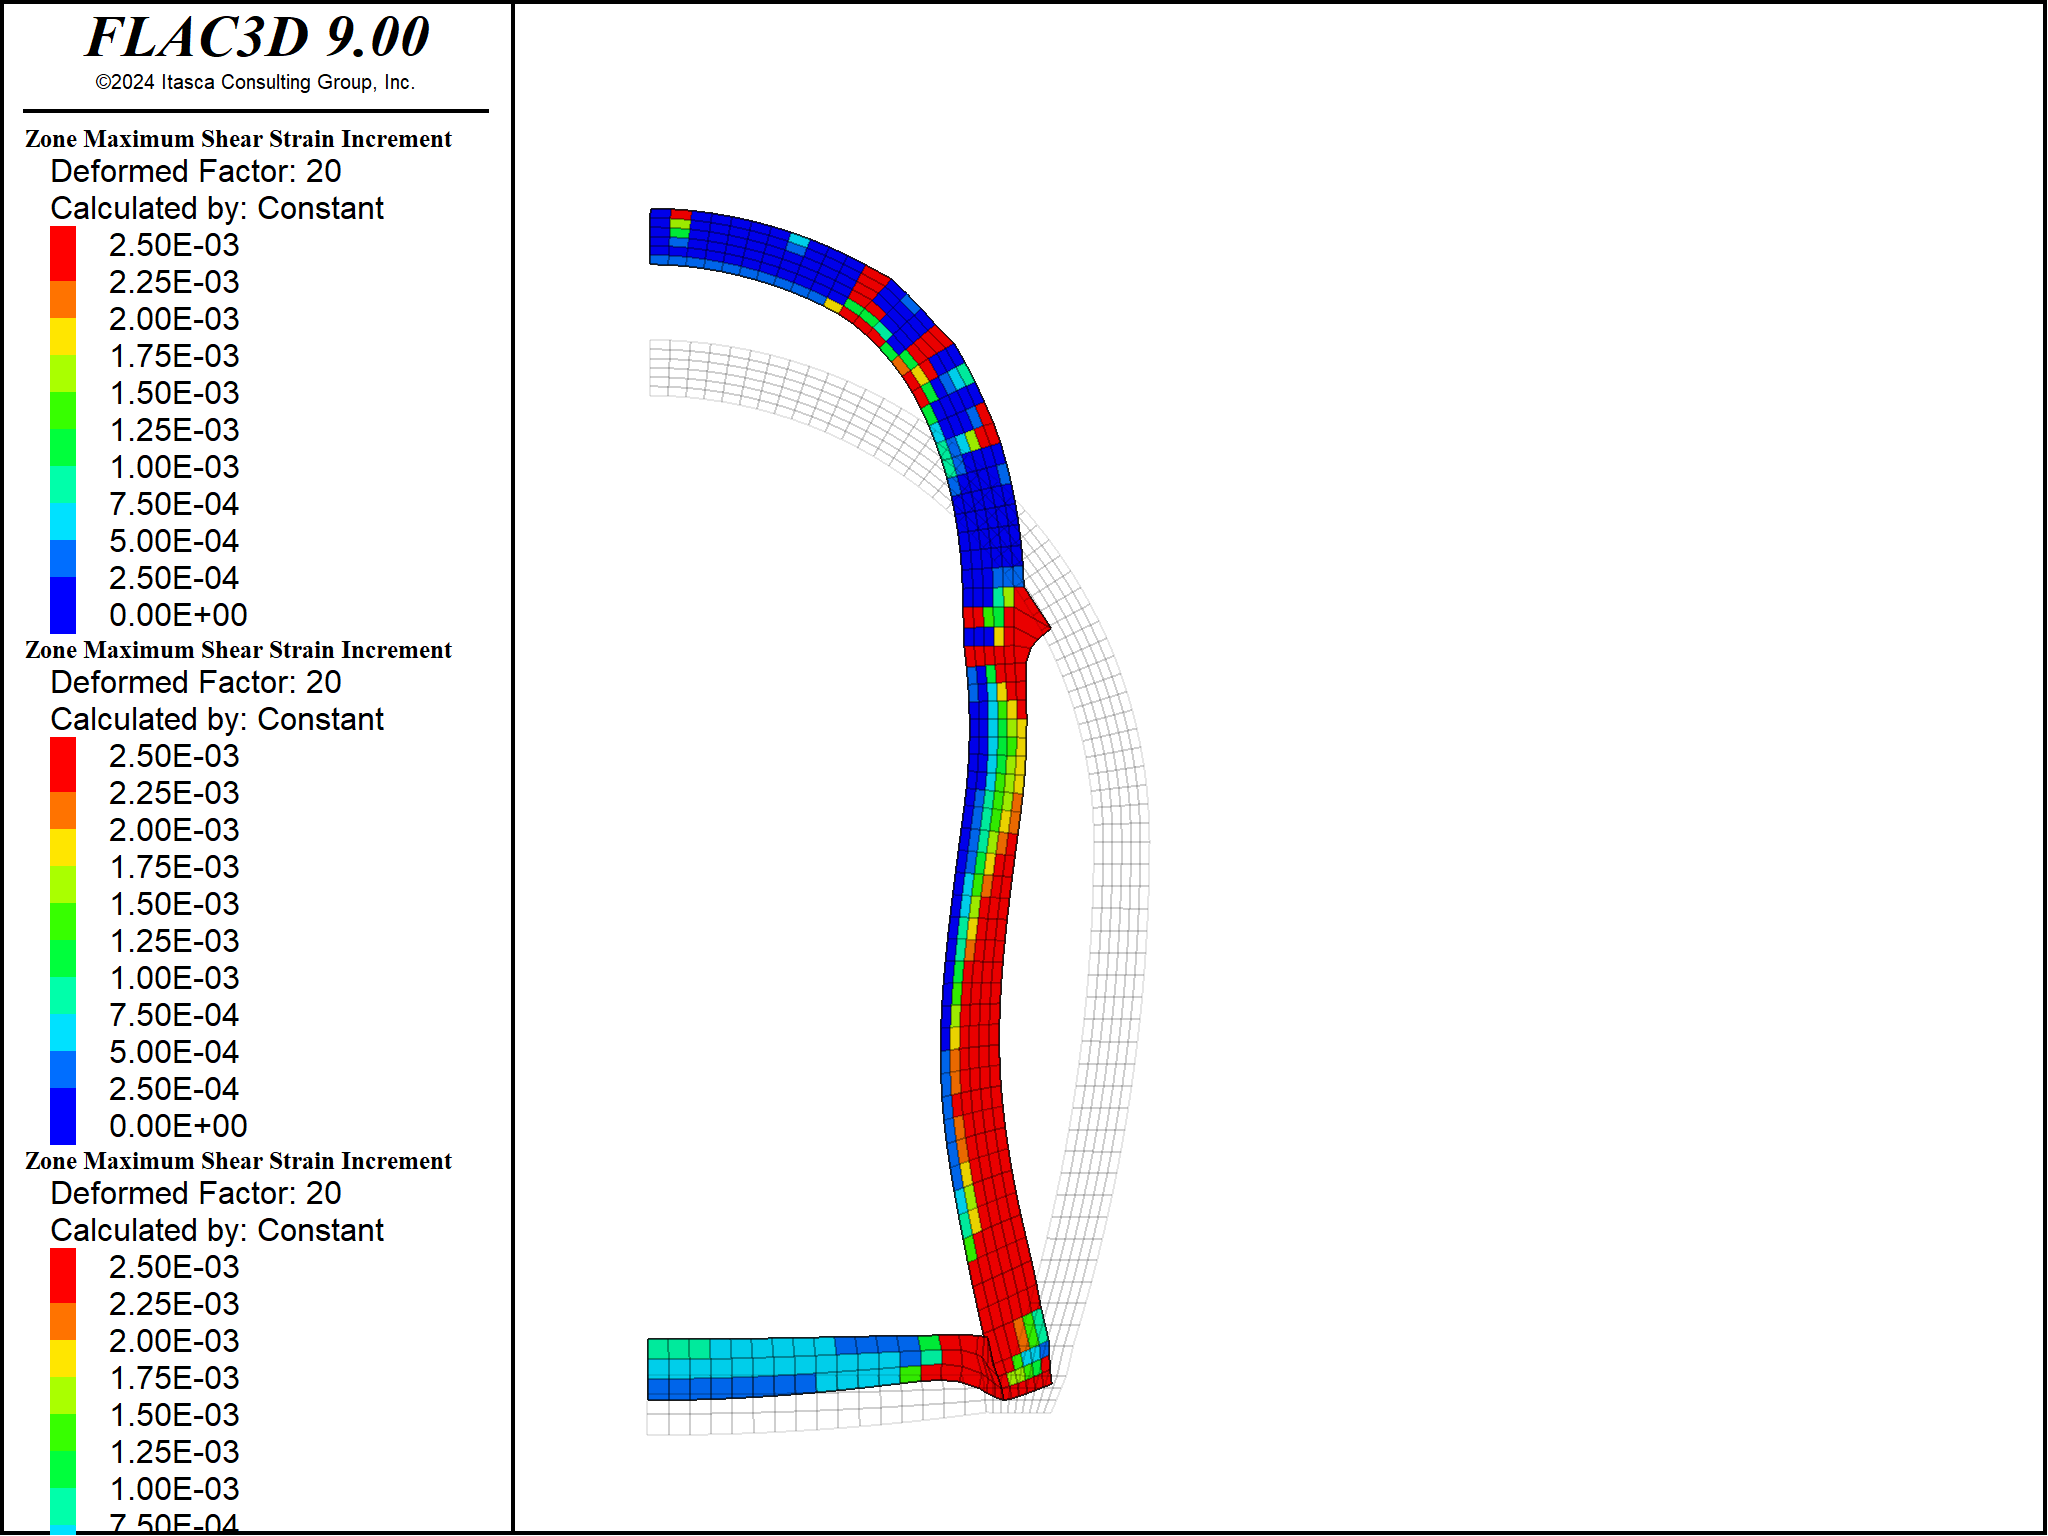 FLAC3D 9.00
©2024 Itasca Consulting Group, Inc.
Zone Maximum Shear Strain Increment
Deformed Factor: 20
Calculated by: Constant
2.50E-03
2.25E-03
2.00E-03
1.75E-03
1.50E-03
1.25E-03
1.00E-03
7.50E-04
5.00E-04
2.50E-04
0.00E+00
Zone Maximum Shear Strain Increment
Deformed Factor: 20
Calculated by: Constant
2.50E-03
2.25E-03
2.00E-03
1.75E-03
1.50E-03
1.25E-03
1.00E-03
7.50E-04
5.00E-04
2.50E-04
0.00E+00
Zone Maximum Shear Strain Increment
Deformed Factor: 20
Calculated by: Constant
2.50E-03
2.25E-03
2.00E-03
1.75E-03
1.50E-03
1.25E-03
1.00E-03
7.50E-04